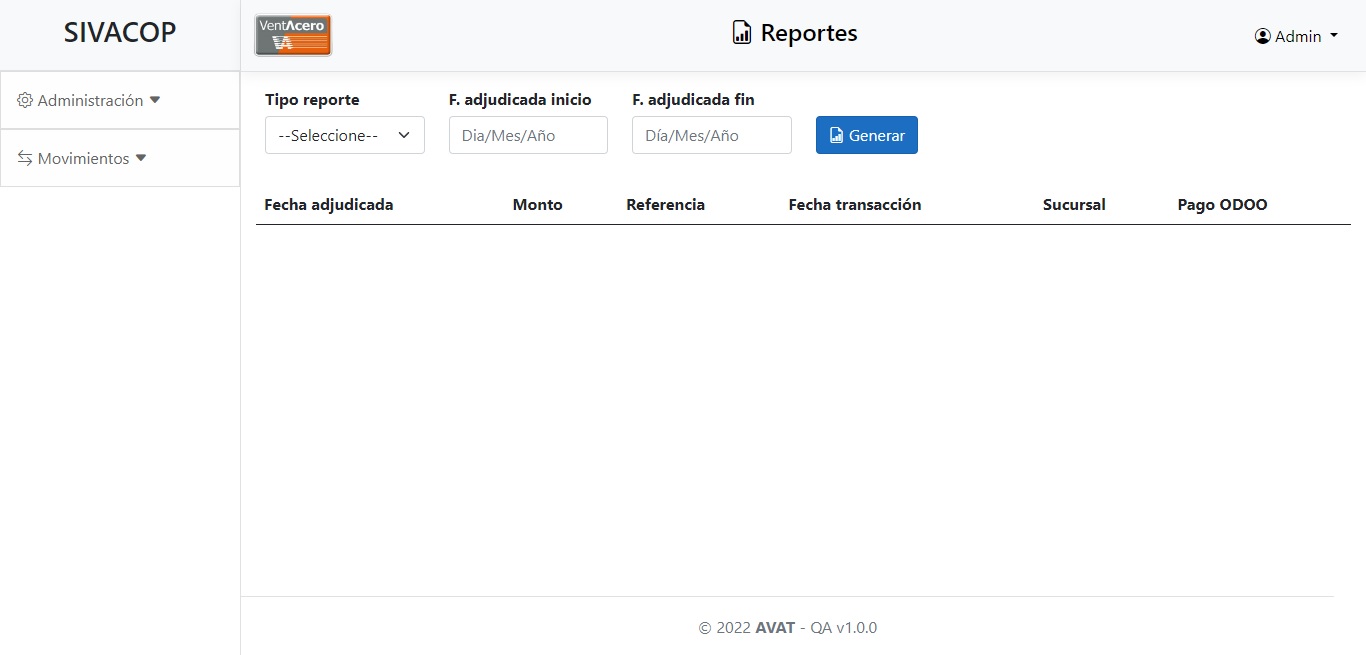 SIVACOP
VentAcero
VA
Reportes
Admin
Administración
Movimientos
Tipo reporte F. adjudicada inicio F. adjudicada fin
--Seleccione-- Dia/Mes/Año Día/Mes/Año Generar
Fecha adjudicada Monto Referencia Fecha transacción Sucursal Pago ODOO
© 2022 AVAT - QA v1.0.0